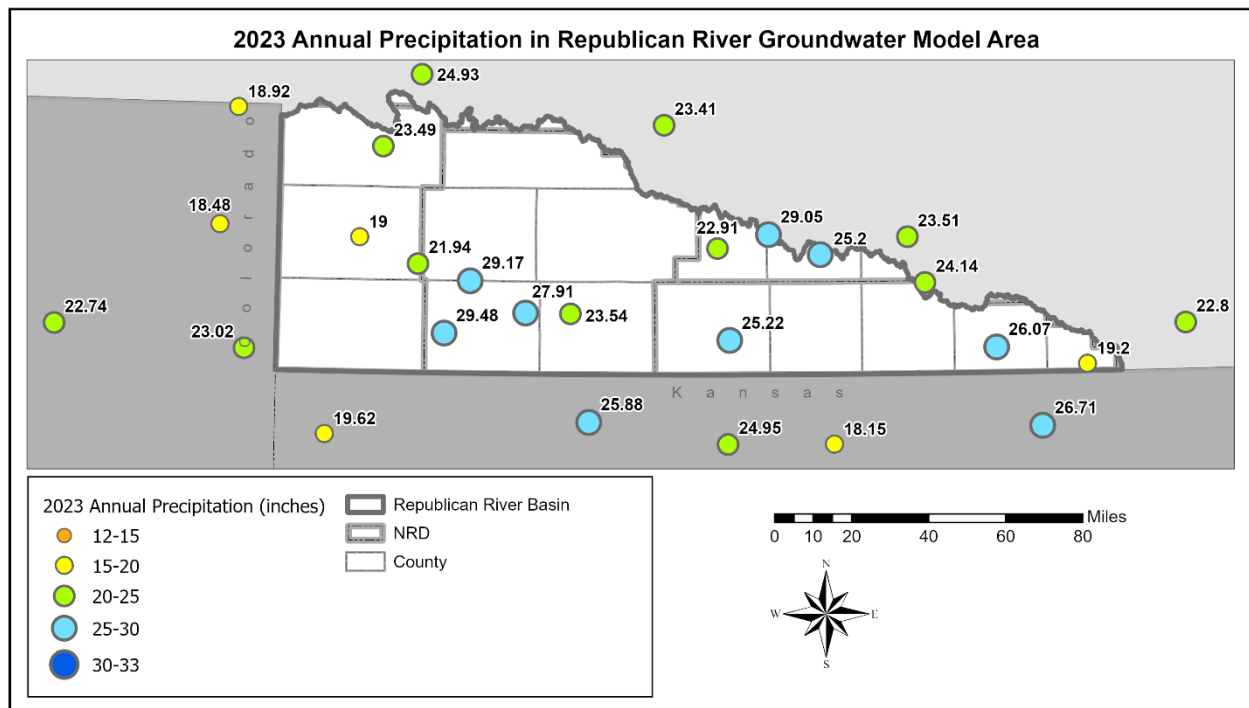 2023 Annual Precipitation in Republican River Groundwater Model Area
24.93
18.92
23.41
23.49
Colorado
18.48
19
29.05
23.51
22.91
25.2
21.94
29.17
24.14
27.91
22.74
29.48
23.54
22.8
23.02
25.22
26.07
19.2
Kansas
19.62
25.88
24.95
18.15
26.71
2023 Annual Precipitation (inches)
12-15
15-20
20-25
25-30
30-33
Republican River Basin
NRD
County
Miles
0 10 20 40 60 80
N
W E
S